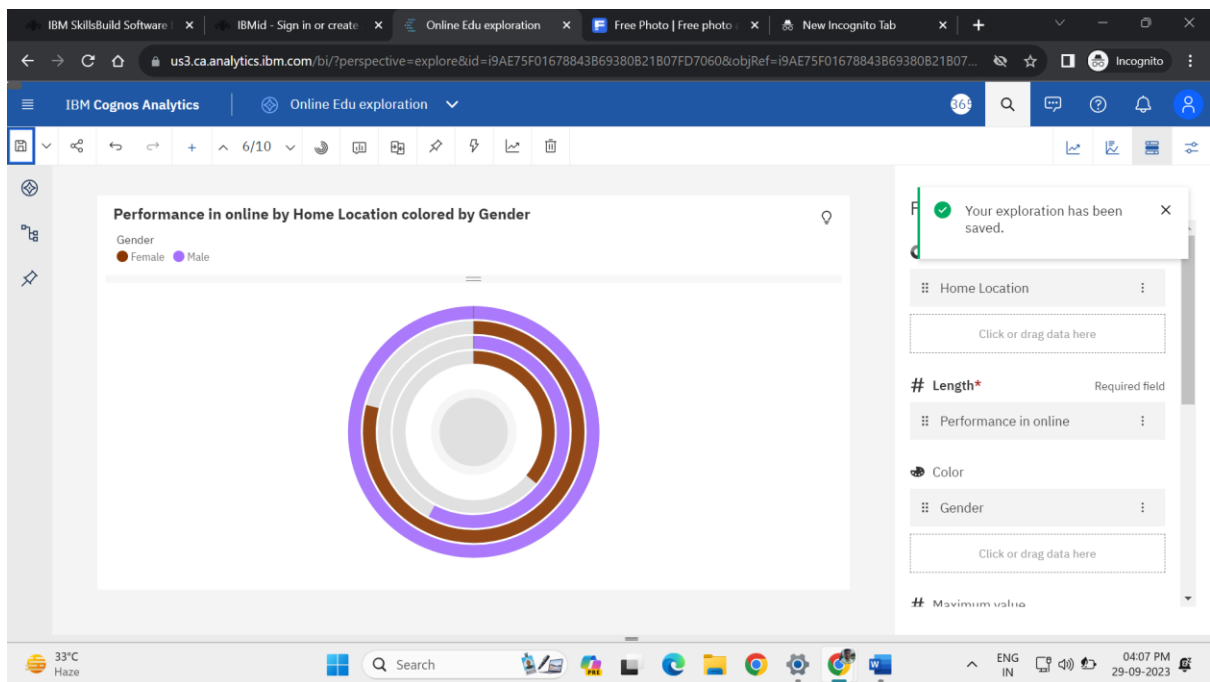 IBM SkillsBuild Software
IBMid - Sign in or create
Online Edu exploration
Free Photo | Free photo
New Incognito Tab
us3.ca.analytics.ibm.com/bi/?perspective=explore&id=i9AE75F01678843B69380B21B07FD7060&objRef=i9AE75F01678843B69380B21B07...
Incognito
IBM Cognos Analytics
Online Edu exploration
6/10
Performance in online by Home Location colored by Gender
Gender
Female Male
Your exploration has been
saved.
Home Location
Click or drag data here
# Length* Required field
Performance in online
Color
Gender
Click or drag data here
# Maximum value
33°C
Haze
Search
ENG
IN
04:07 PM
29-09-2023